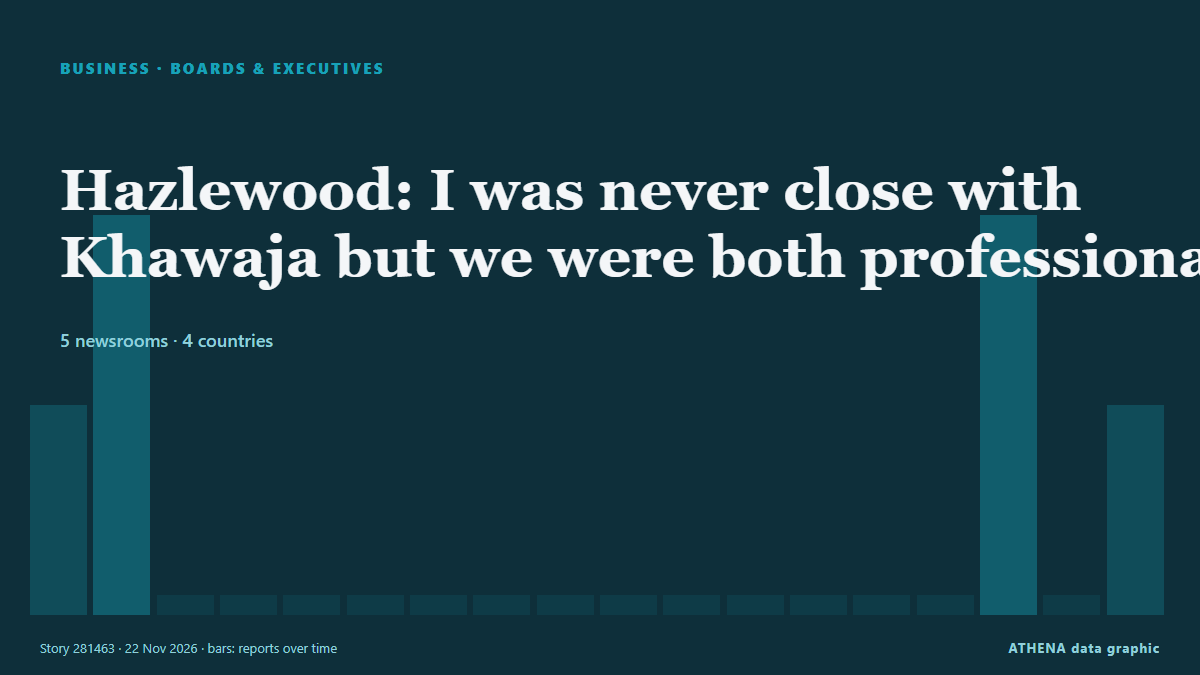 BUSINESS · BOARDS & EXECUTIVES
Hazlewood: I was never close with
Khawaja but we were both professiona
5 newsrooms · 4 countries
Story 281463 · 22 Nov 2026 · bars: reports over time
ATHENA data graphic